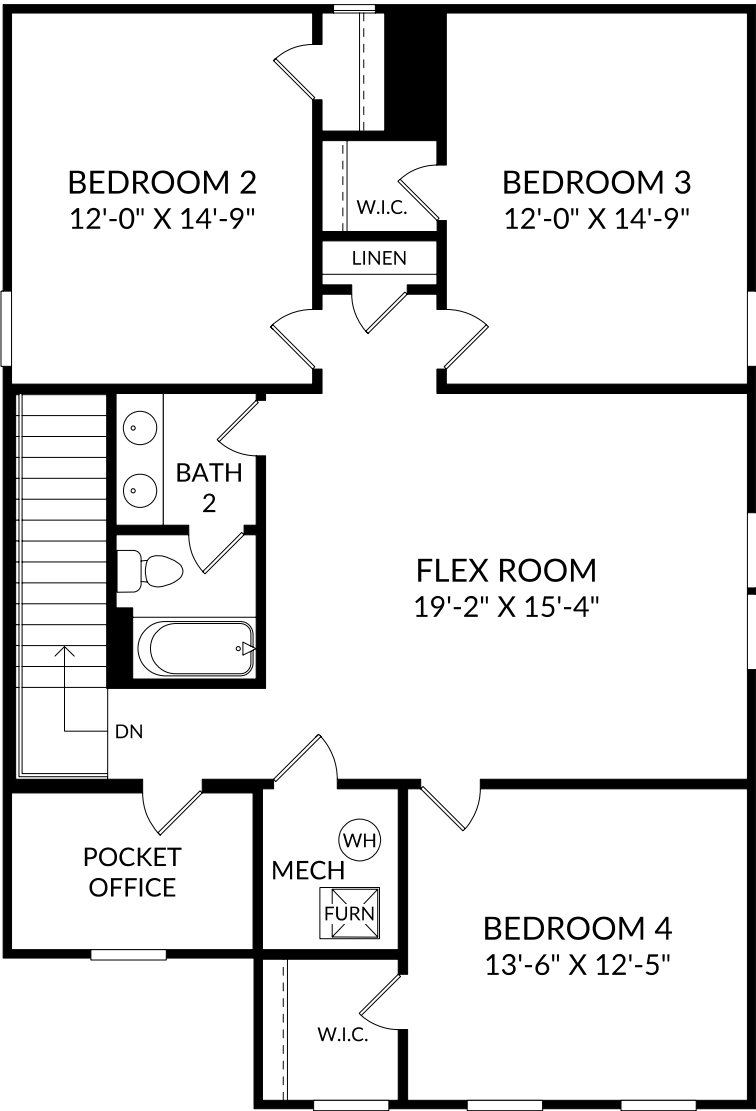 BEDROOM 2
12'-0" X 14'-9"
BEDROOM 3
12'-0" X 14'-9"
W.I.C.
LINEN
BATH
2
FLEX ROOM
19'-2" X 15'-4"
DN
WH
MECH
FURN
POCKET
OFFICE
BEDROOM 4
13'-6" X 12'-5"
W.I.C.